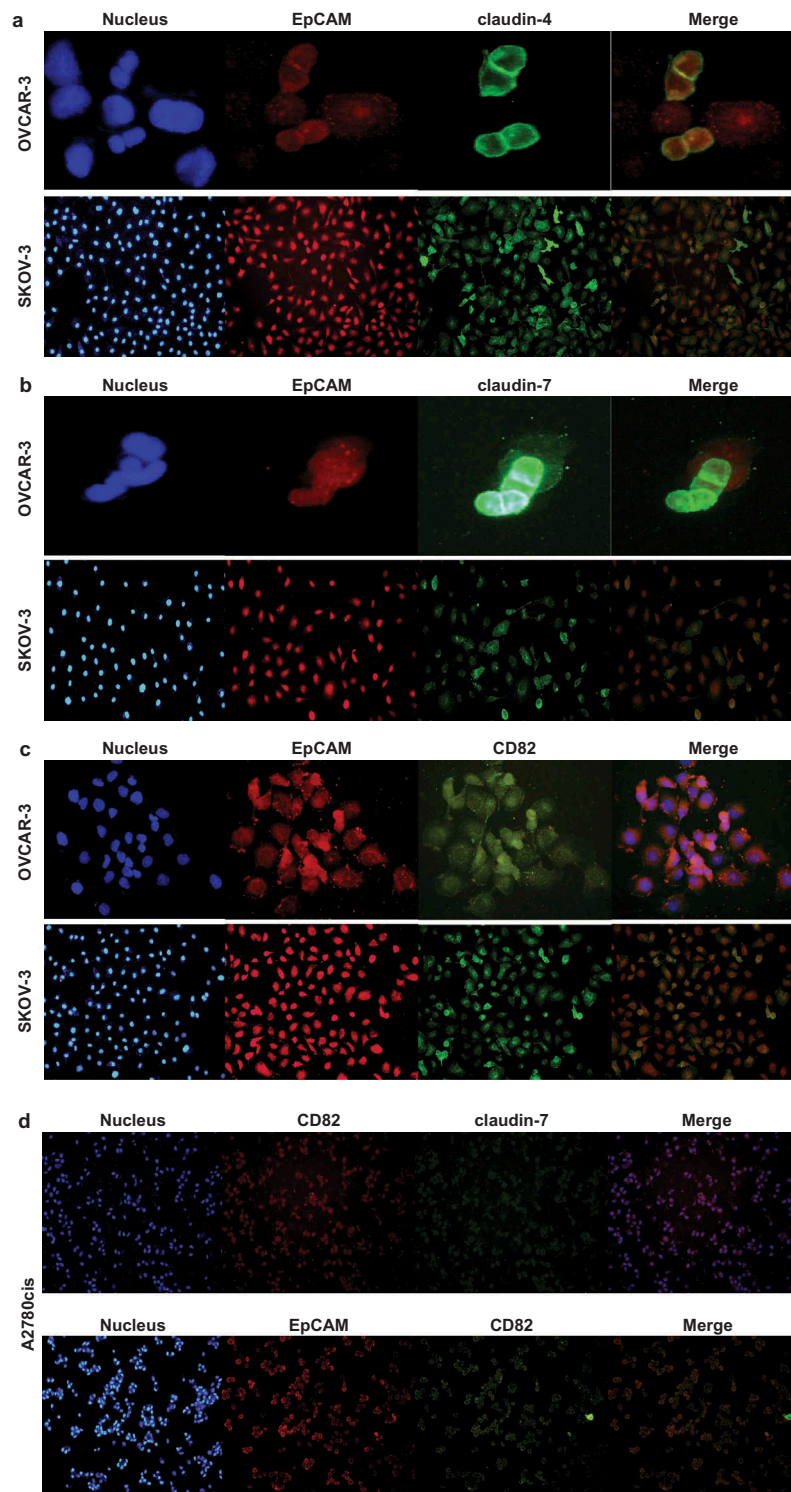 a
Nucleus EpCAM claudin-4 Merge
OVCAR-3
SKOV-3
b
Nucleus EpCAM claudin-7 Merge
OVCAR-3
SKOV-3
c
Nucleus EpCAM CD82 Merge
OVCAR-3
SKOV-3
d
Nucleus CD82 claudin-7 Merge
A2780cis
Nucleus EpCAM CD82 Merge